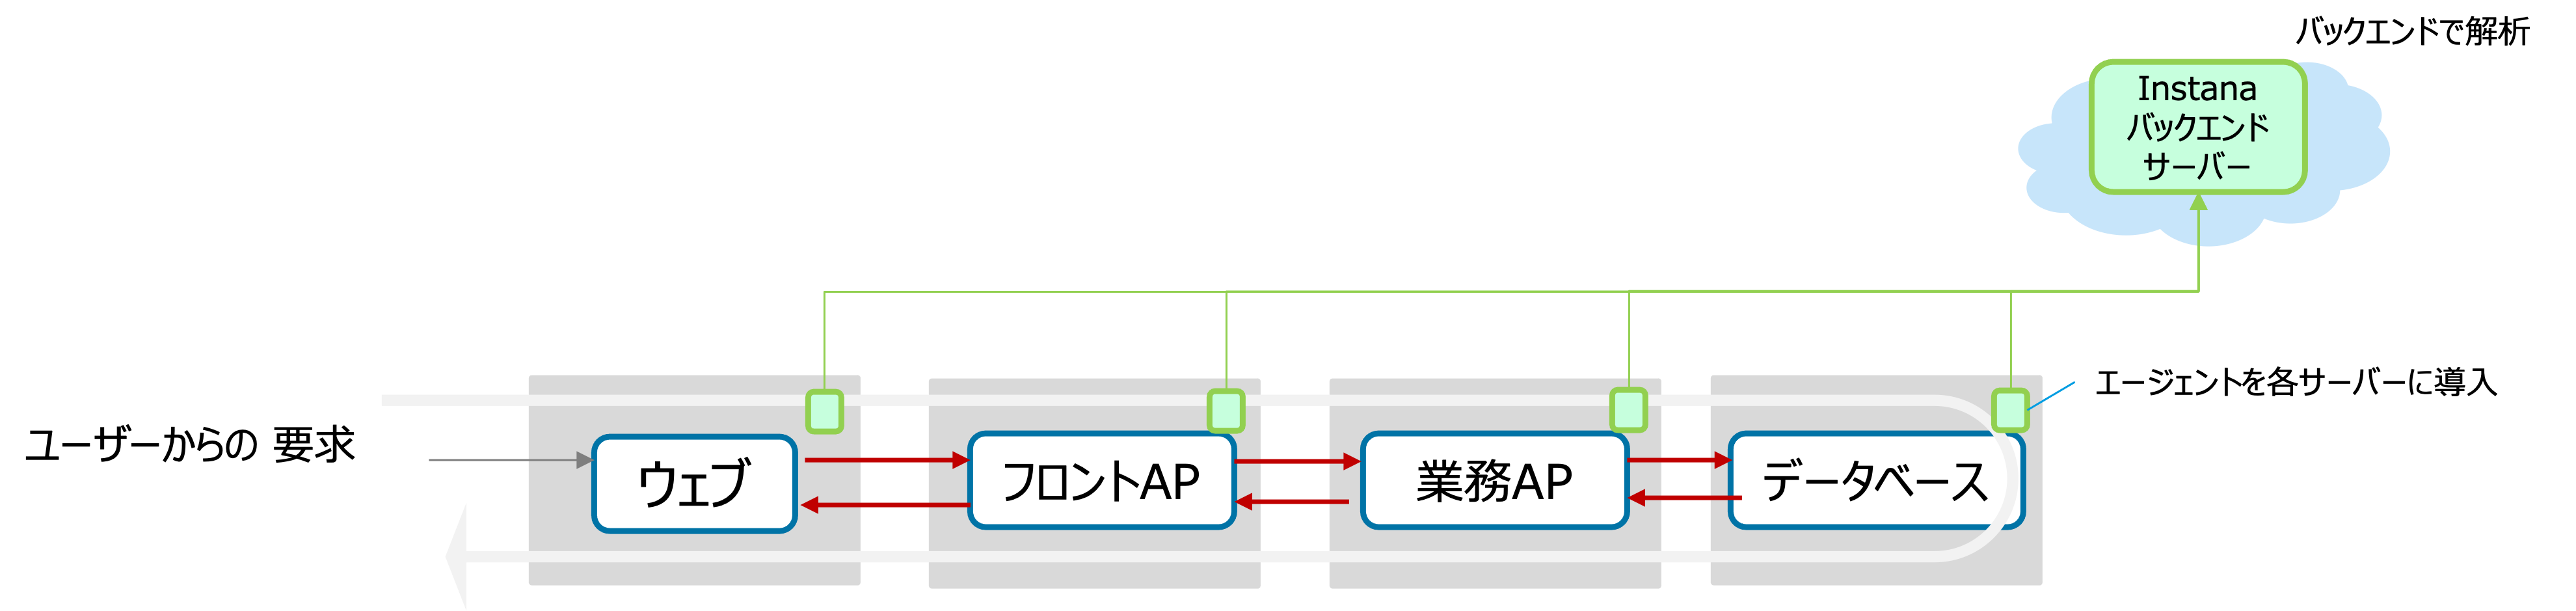 バックエンドで解析
Instana
バックエンド
サーバー
エージェントを各サーバーに導入
ユーザーからの 要求
ウェブ
フロントAP
業務AP
データベース